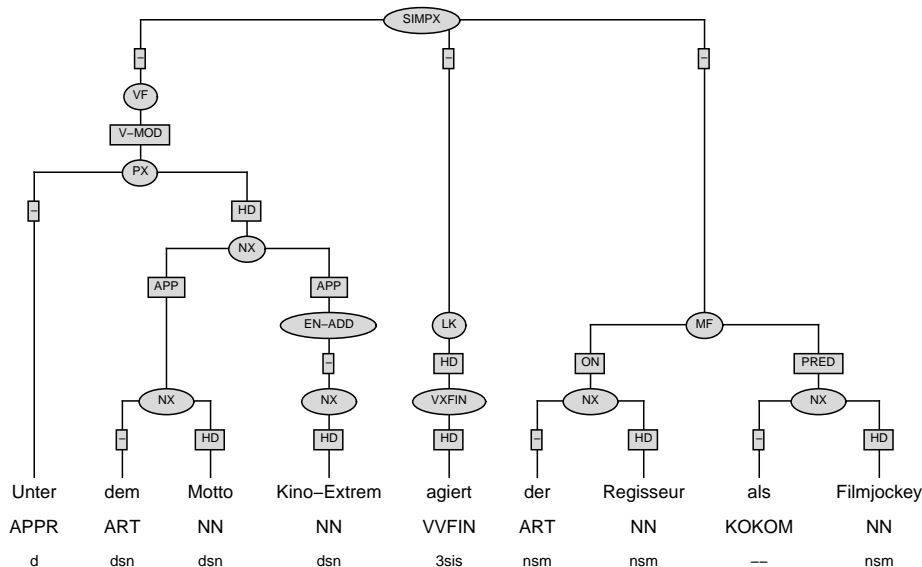 SIMPX
– – –
VF
V–MOD
PX
– HD
NX
APP APP
EN–ADD LK MF
– HD ON PRED
NX NX VXFIN NX NX
– HD HD HD – HD – HD
Unter dem Motto Kino–Extrem agiert der Regisseur als Filmjockey
APPR ART NN NN VVFIN ART NN KOKOM NN
d dsn dsn dsn 3sis nsm nsm –– nsm